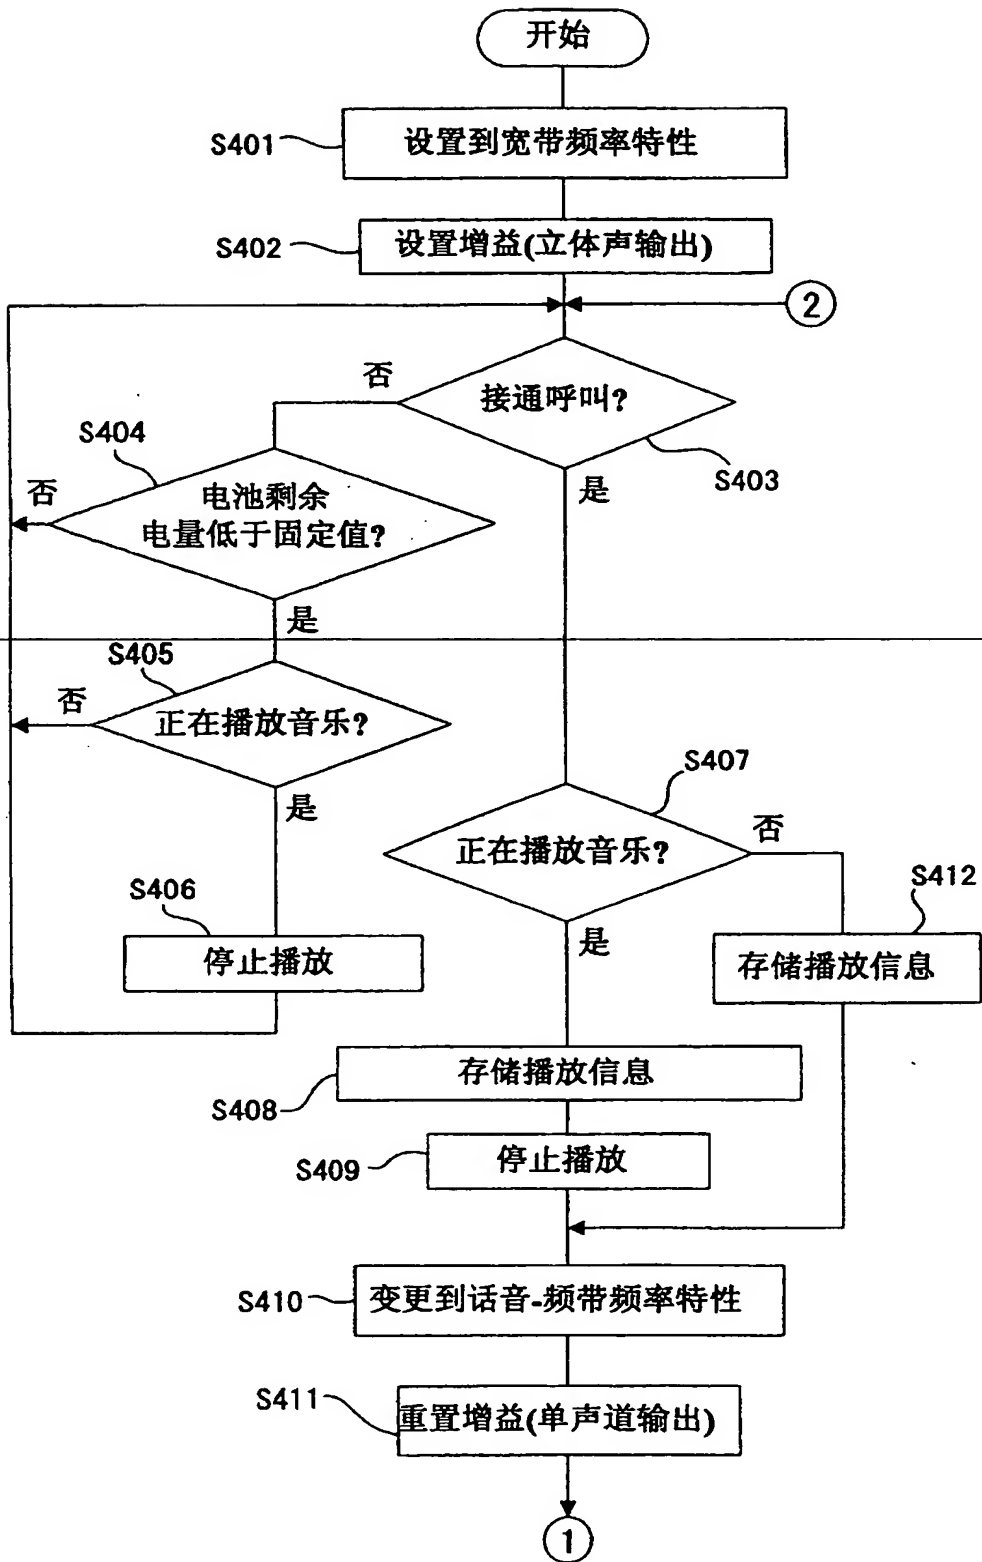 开始
S401
设置到宽带频率特性
S402
设置增益(立体声输出)
2
否
接通呼叫?
S403
是
S404
否
电池剩余
电量低于固定值?
是
S405
否
正在播放音乐?
是
S407
正在播放音乐?
否
是
S406
停止播放
S412
存储播放信息
存储播放信息
S408
停止播放
S409
S410
变更到话音-频带频率特性
S411
重置增益(单声道输出)
1